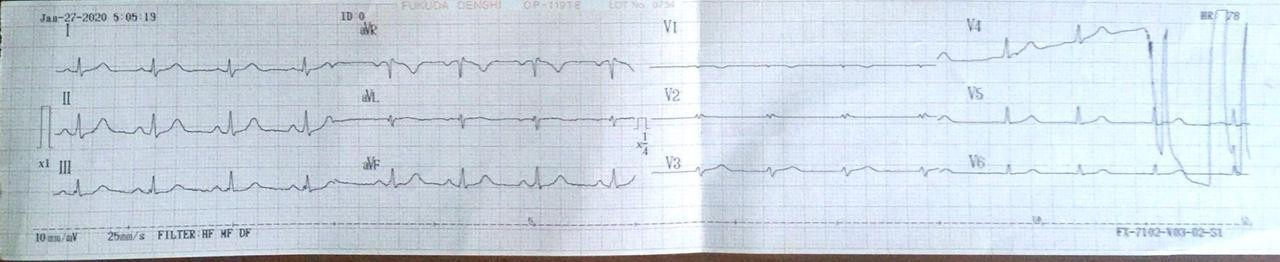 FUKUDA DENSHI OP-119TE LOT No. 0754
Jan-27-2020 5:05:19 ID 0 HR 78
I aVR V1 V4
II aVL V2 V5
x1 III aVF x1/4 V3 V6
10mm/mV 25mm/s FILTER:HF MF DF FX-7102-V03-02-S1